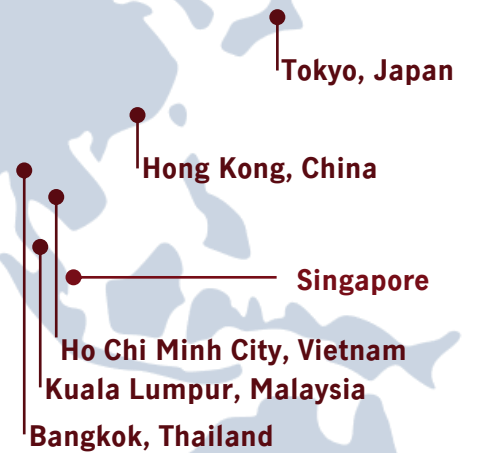 Tokyo, Japan
Hong Kong, China
Singapore
Ho Chi Minh City, Vietnam
Kuala Lumpur, Malaysia
Bangkok, Thailand